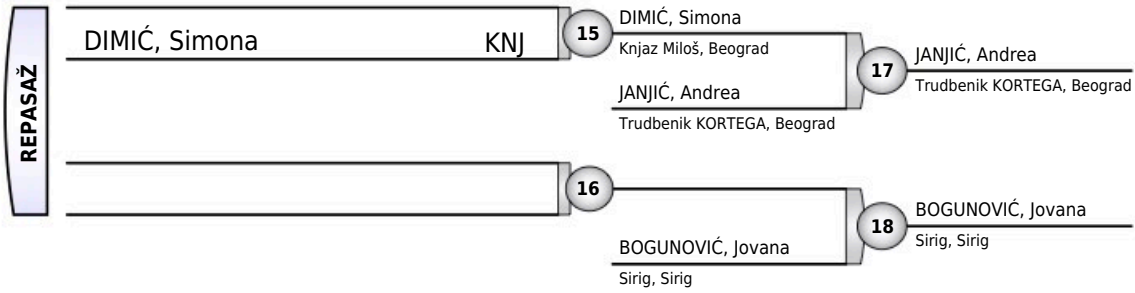 REPASAŽ
DIMIĆ, Simona KNJ
15
DIMIĆ, Simona
Knjaz Miloš, Beograd
JANJIĆ, Andrea
Trudbenik KORTEGA, Beograd
17
JANJIĆ, Andrea
Trudbenik KORTEGA, Beograd
16
BOGUNOVIĆ, Jovana
Sirig, Sirig
18
BOGUNOVIĆ, Jovana
Sirig, Sirig